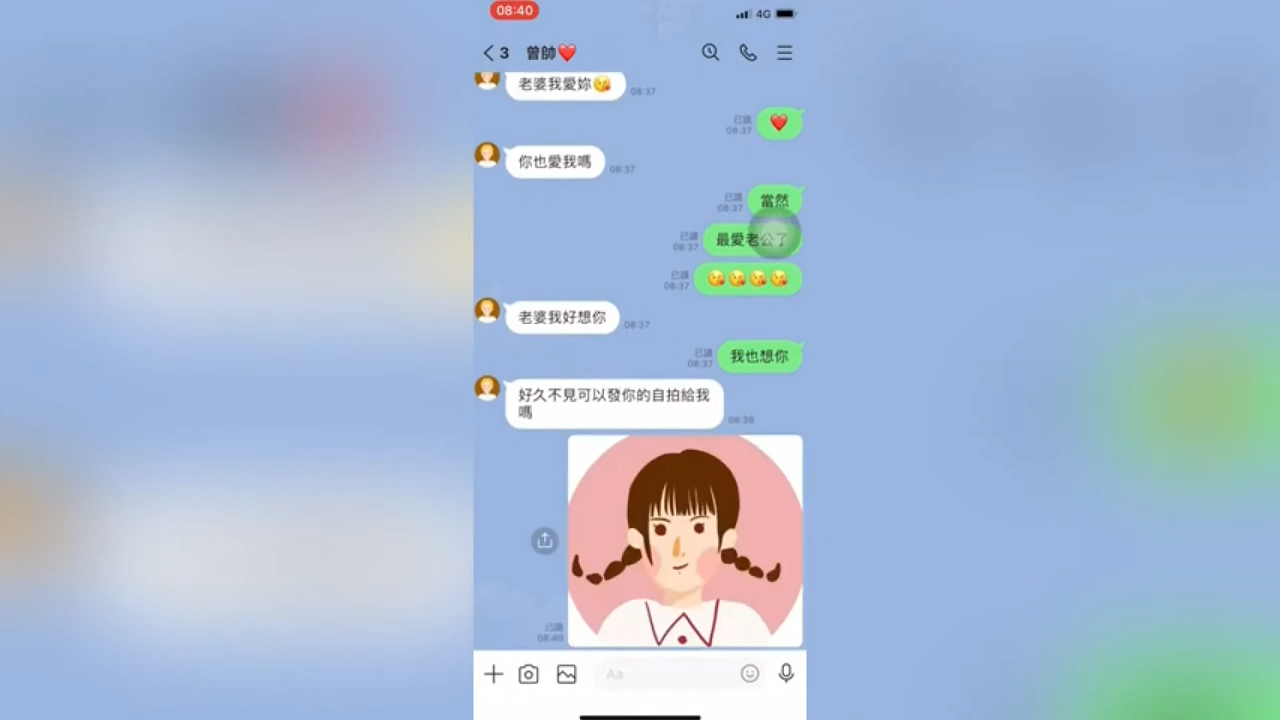 08:40
4G
3 曾帥❤️
老婆我愛妳😘
08:37
❤️
已讀
08:37
你也愛我嗎
08:37
當然
已讀
08:37
最愛老公了
已讀
08:37
😘😘😘😘
已讀
08:37
老婆我好想你
08:37
我也想你
已讀
08:37
好久不見可以發你的自拍給我
嗎
08:38
已讀
08:40
Aa